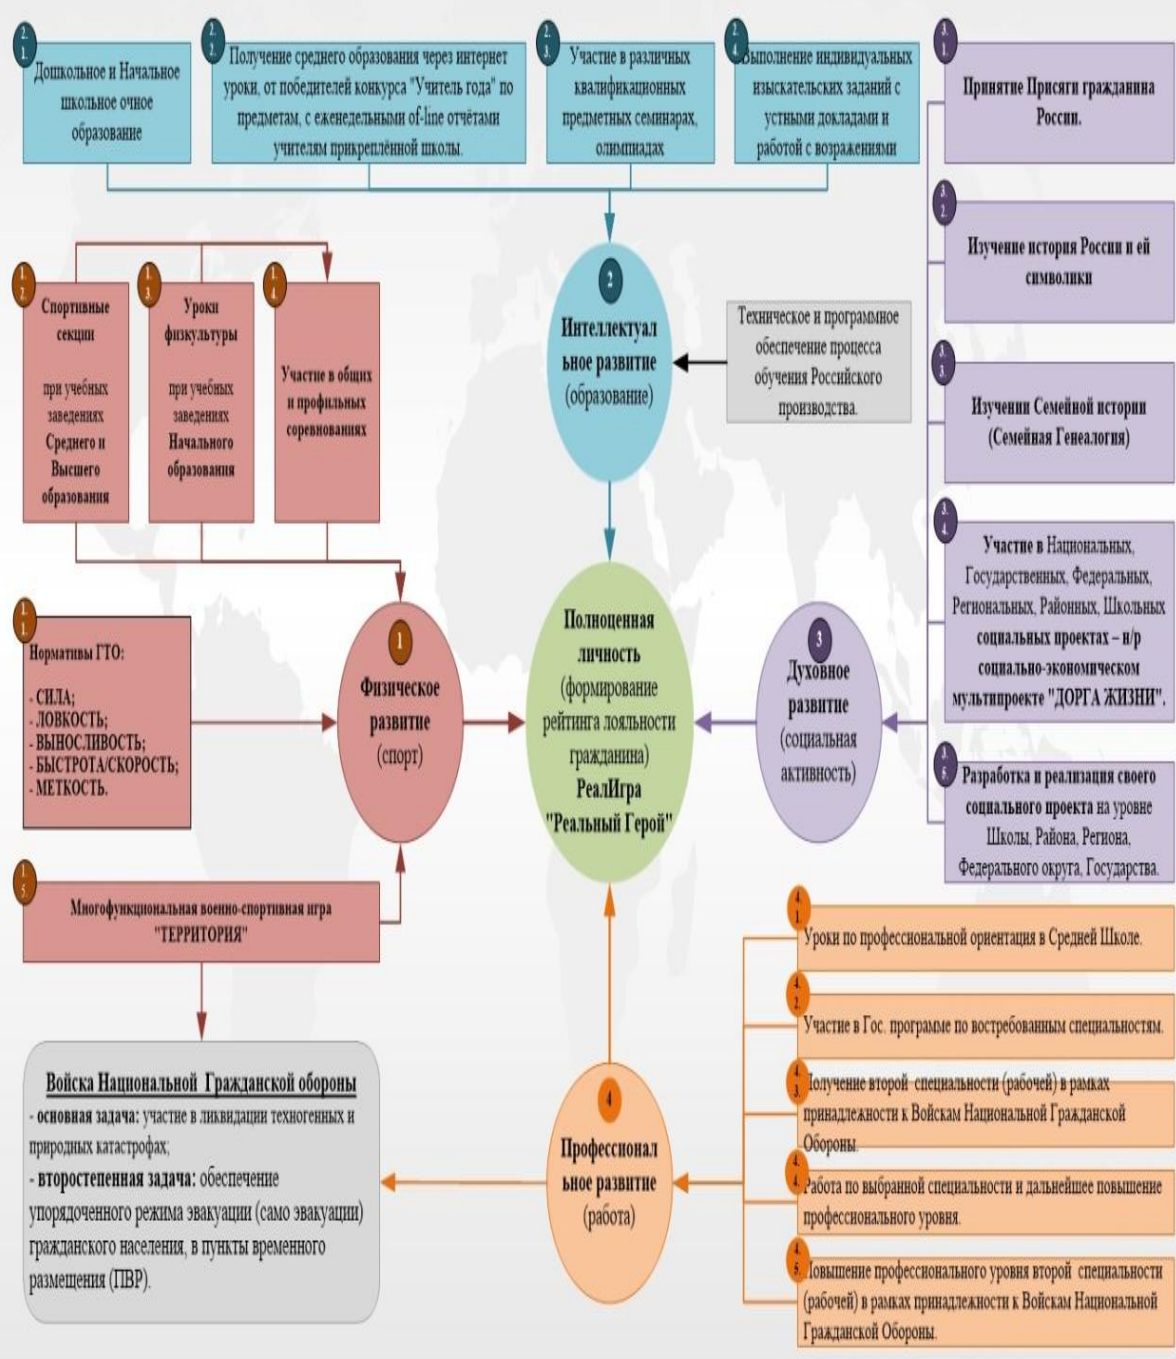 2.
1.
Дошкольное и Начальное
школьное очное
образование
2.
2.
Получение среднего образования через интернет
уроки, от победителей конкурса "Учитель года" по
предметам, с еженедельными of-line отчётами
учителям прикреплённой школы.
2.
3.
Участие в различных
квалификационных
предметных семинарах,
олимпиадах
2.
4.
Выполнение индивидуальных
изыскательских заданий с
устными докладами и
работой с возражениями
3.
1.
Принятие Присяги гражданина
России.
3.
2.
Изучение история России и ей
символики
3.
3.
Изучении Семейной истории
(Семейная Генеалогия)
3.
4.
Участие в Национальных,
Государственных, Федеральных,
Региональных, Районных, Школьных
социальных проектах – н/р
социально-экономическом
мультипроекте "ДОРГА ЖИЗНИ".
3.
5.
Разработка и реализация своего
социального проекта на уровне
Школы, Района, Региона,
Федерального округа, Государства.
1.
2.
Спортивные
секции
при учебных
заведениях
Среднего и
Высшего
образования
1.
3.
Уроки
физкультуры
при учебных
заведениях
Начального
образования
1.
4.
Участие в общих
и профильных
соревнованиях
2
Интеллектуал
ьное развитие
(образование)
Техническое и программное
обеспечение процесса
обучения Российского
производства.
1.
1.
Нормативы ГТО:
- СИЛА;
- ЛОВКОСТЬ;
- ВЫНОСЛИВОСТЬ;
- БЫСТРОТА/СКОРОСТЬ;
- МЕТКОСТЬ.
1
Физическое
развитие
(спорт)
Полноценная
личность
(формирование
рейтинга лояльности
гражданина)
РеалИгра
"Реальный Герой"
3
Духовное
развитие
(социальная
активность)
1.
5.
Многофункциональная военно-спортивная игра
"ТЕРРИТОРИЯ"
Войска Национальной Гражданской обороны
- основная задача: участие в ликвидации техногенных и
природных катастрофах;
- второстепенная задача: обеспечение
упорядоченного режима эвакуации (само эвакуации)
гражданского населения, в пункты временного
размещения (ПВР).
4
Профессионал
ьное развитие
(работа)
4.
1.
Уроки по профессиональной ориентация в Средней Школе.
4.
2.
Участие в Гос. программе по востребованным специальностям.
4.
3.
Получение второй специальности (рабочей) в рамках
принадлежности к Войскам Национальной Гражданской
Обороны.
4.
4.
Работа по выбранной специальности и дальнейшее повышение
профессионального уровня.
4.
5.
Повышение профессионального уровня второй специальности
(рабочей) в рамках принадлежности к Войскам Национальной
Гражданской Обороны.